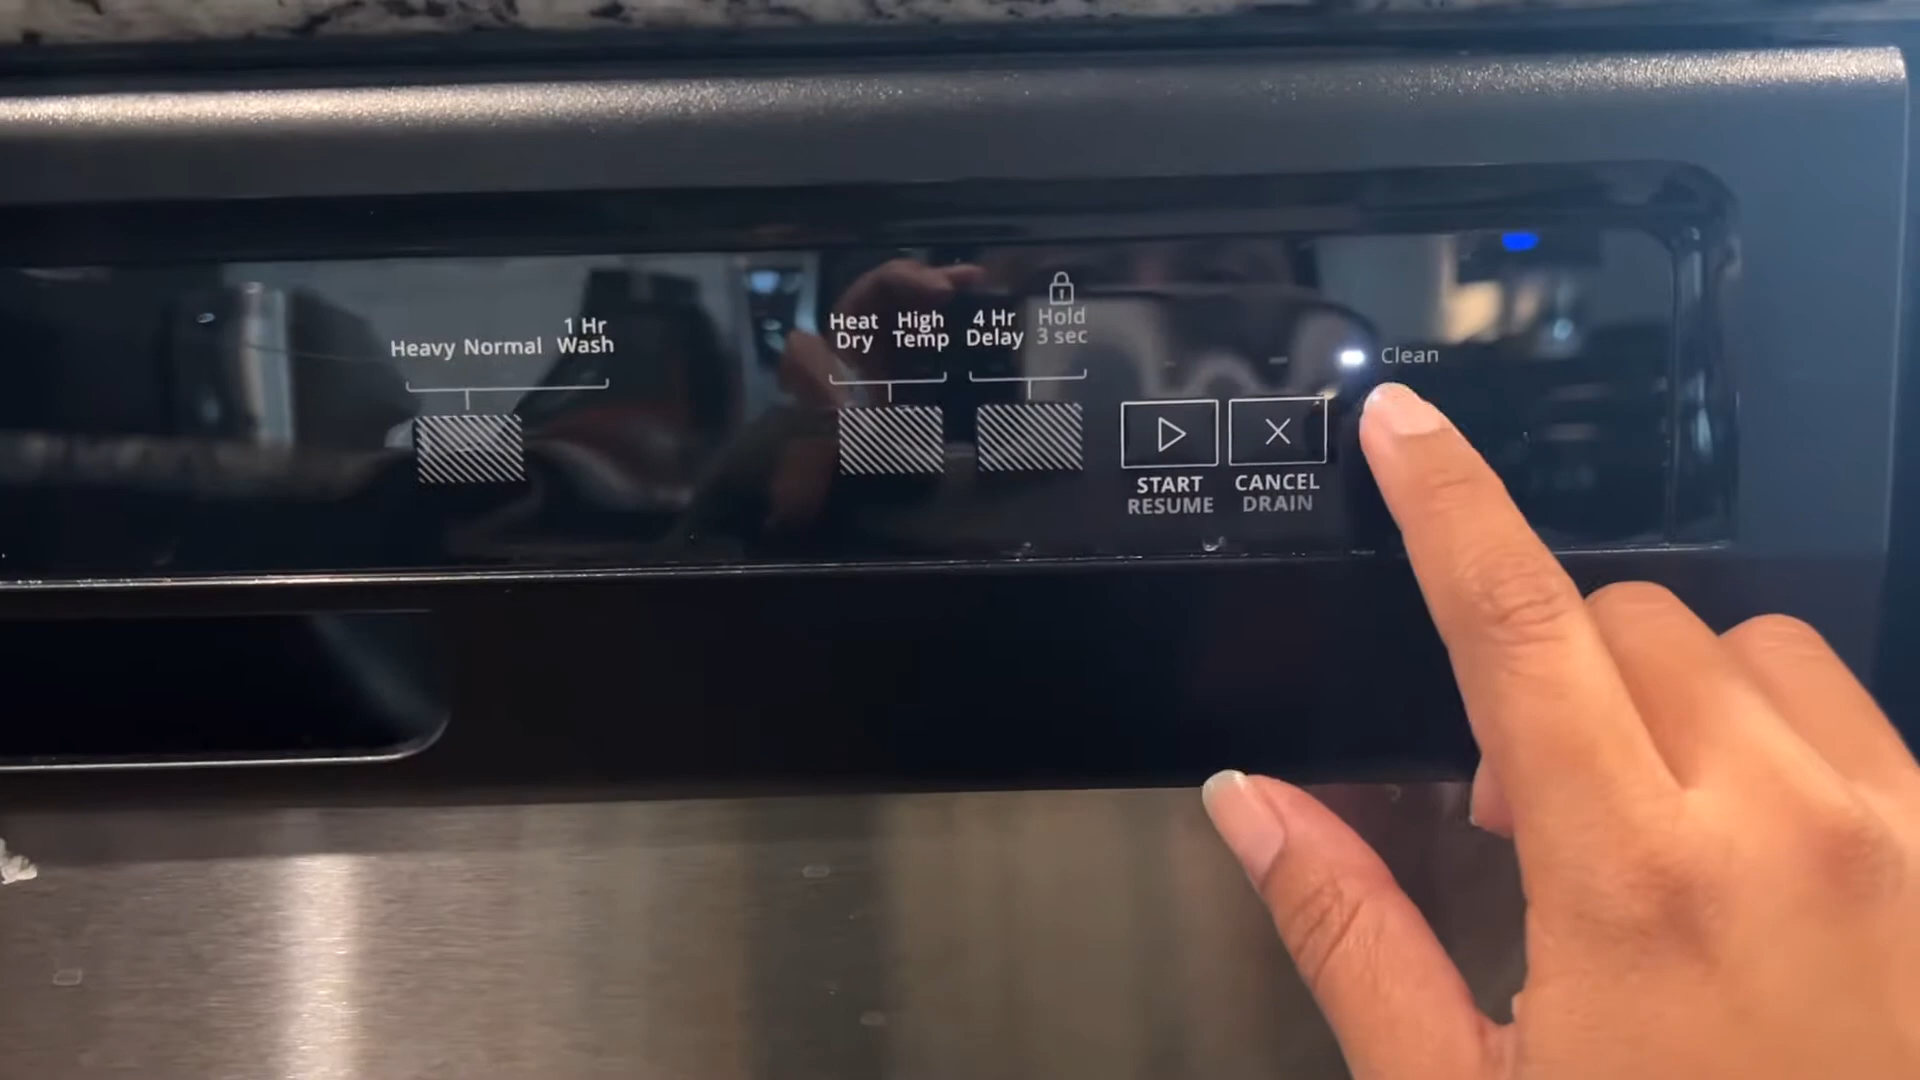 Heavy Normal 1 Hr
Wash
Heat
Dry
High
Temp
4 Hr
Delay
Hold
3 sec
Clean
START
RESUME
CANCEL
DRAIN